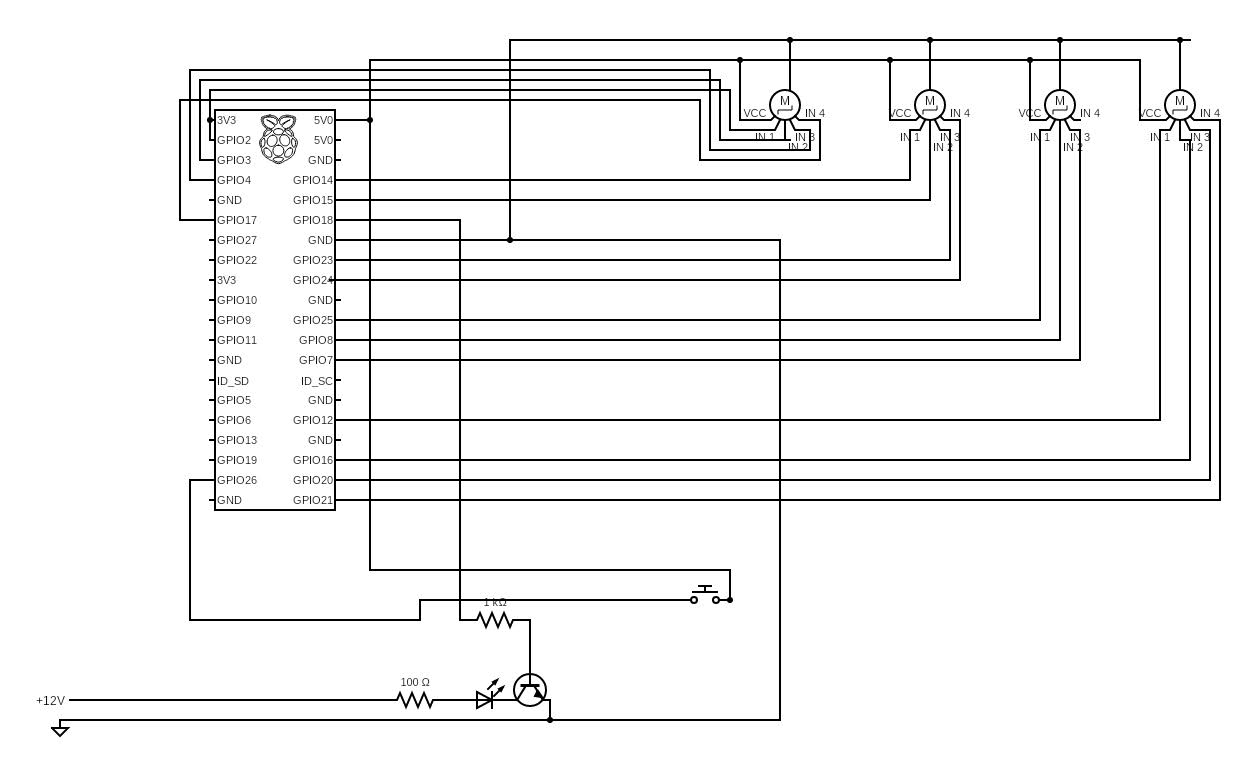 M M M M
VCC IN 4 VCC IN 4 VCC IN 4 VCC IN 4
IN 1 IN 3 IN 1 IN 3 IN 1 IN 3 IN 1 IN 3
IN 2 IN 2 IN 2 IN 2
3V3 5V0
GPIO2 5V0
GPIO3 GND
GPIO4 GPIO14
GND GPIO15
GPIO17 GPIO18
GPIO27 GND
GPIO22 GPIO23
3V3 GPIO24
GPIO10 GND
GPIO9 GPIO25
GPIO11 GPIO8
GND GPIO7
ID_SD ID_SC
GPIO5 GND
GPIO6 GPIO12
GPIO13 GND
GPIO19 GPIO16
GPIO26 GPIO20
GND GPIO21
1 kΩ
100 Ω
+12V